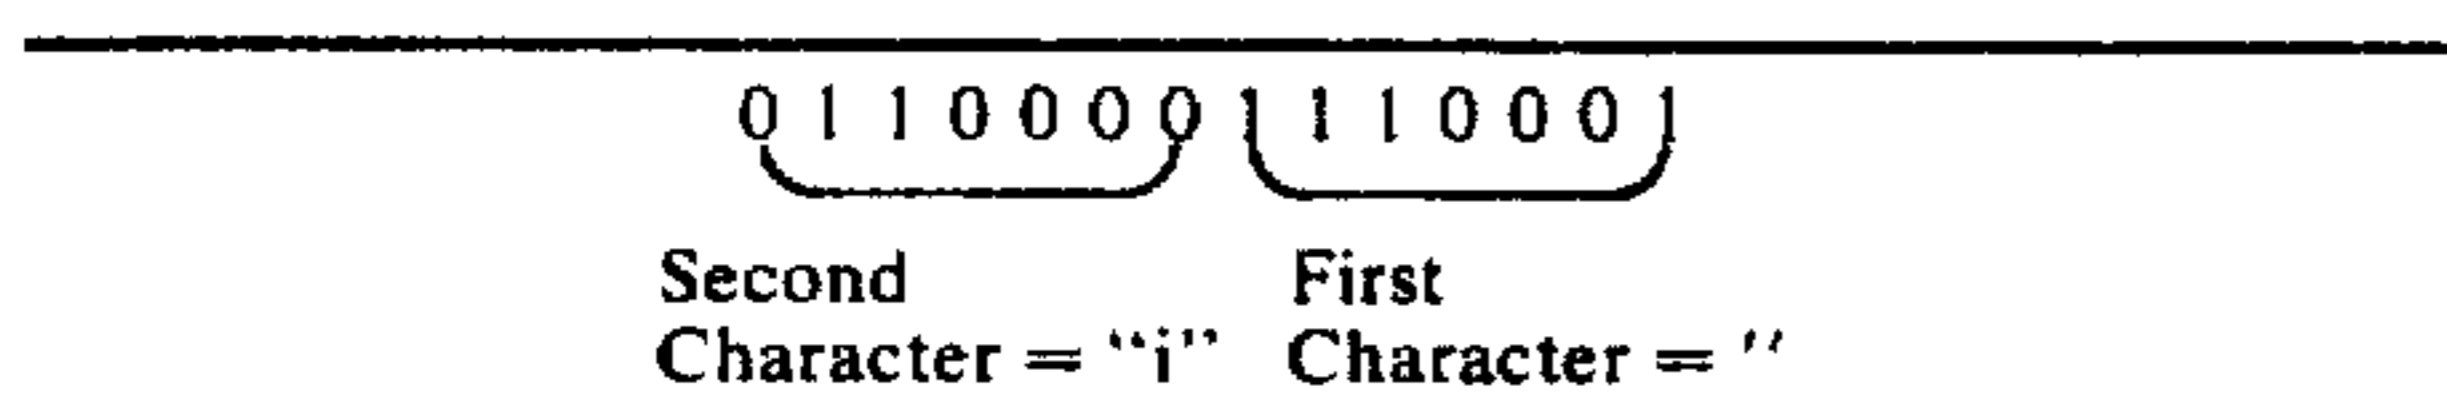 0 1 1 0 0 0 0 1 1 1 0 0 0 1
Second First
Character = “i” Character = ″